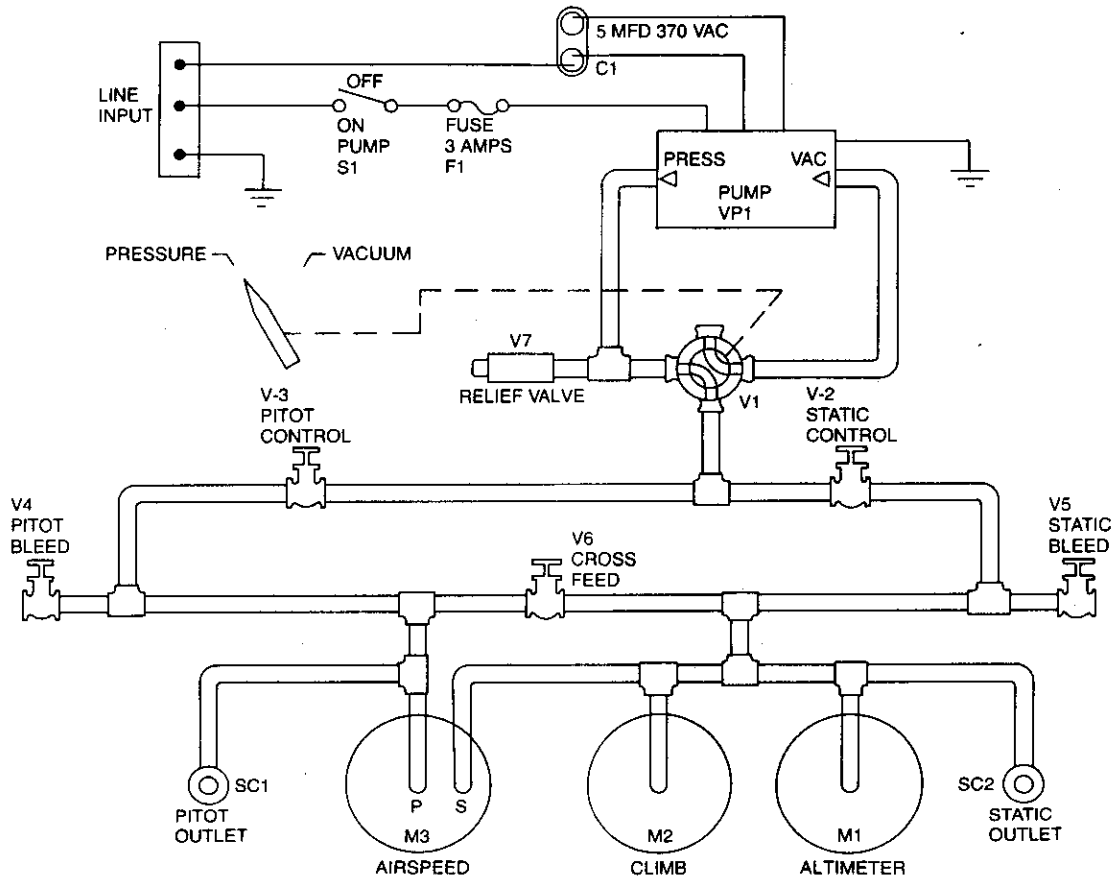 5 MFD 370 VAC
C1
OFF
LINE
INPUT
ON
PUMP
S1
FUSE
3 AMPS
F1
PRESS
VAC
PUMP
VP1
PRESSURE
VACUUM
V7
RELIEF VALVE
V1
V-3
PITOT
CONTROL
V-2
STATIC
CONTROL
V4
PITOT
BLEED
V6
CROSS
FEED
V5
STATIC
BLEED
SC1
PITOT
OUTLET
P
S
M3
AIRSPEED
M2
CLIMB
M1
ALTIMETER
SC2
STATIC
OUTLET